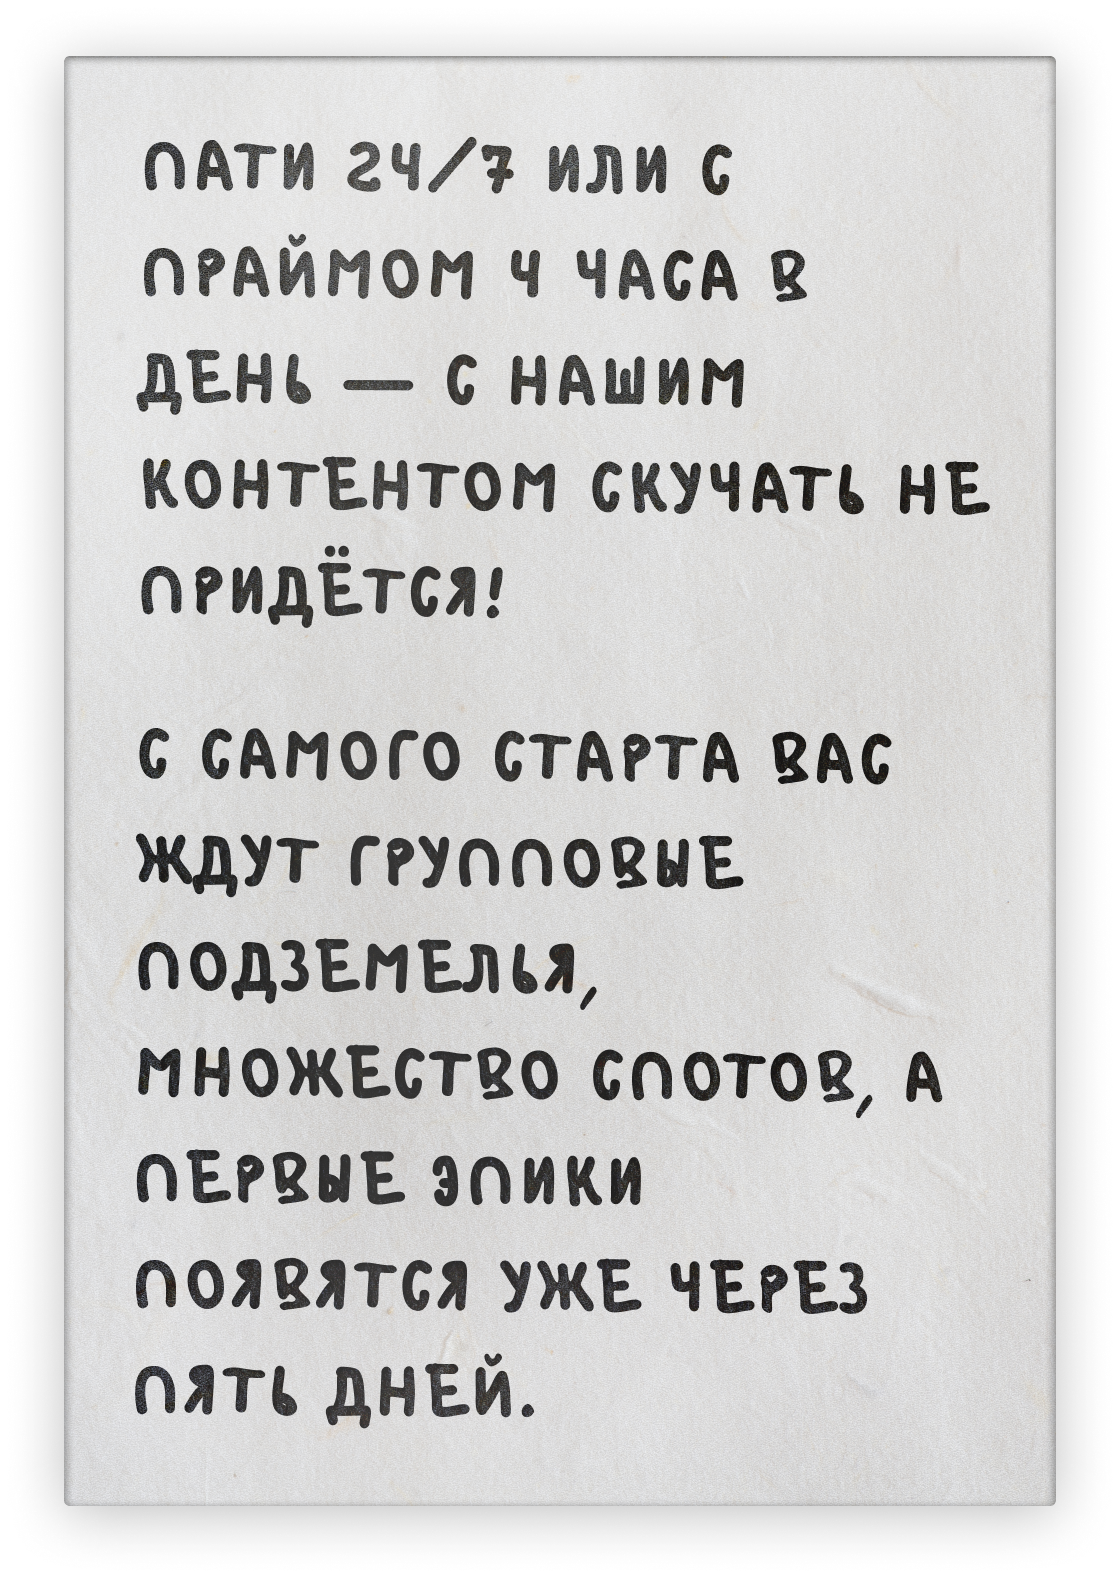 ПАТИ 24/7 ИЛИ С
ПРАЙМОМ 4 ЧАСА В
ДЕНЬ — С НАШИМ
КОНТЕНТОМ СКУЧАТЬ НЕ
ПРИДЁТСЯ!
С САМОГО СТАРТА ВАС
ЖДУТ ГРУППОВЫЕ
ПОДЗЕМЕЛЬЯ,
МНОЖЕСТВО СПОТОВ, А
ПЕРВЫЕ ЭПИКИ
ПОЯВЯТСЯ УЖЕ ЧЕРЕЗ
ПЯТЬ ДНЕЙ.